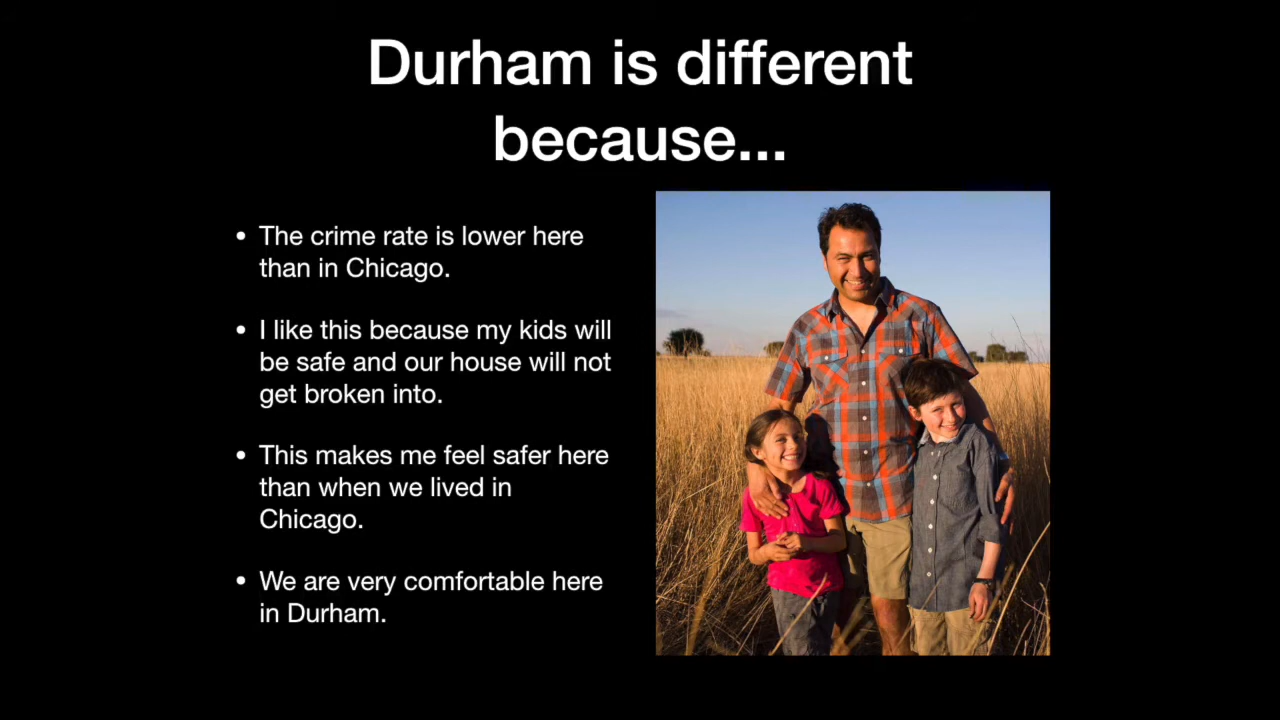 Durham is different
because...
• The crime rate is lower here
than in Chicago.
• I like this because my kids will
be safe and our house will not
get broken into.
• This makes me feel safer here
than when we lived in
Chicago.
• We are very comfortable here
in Durham.